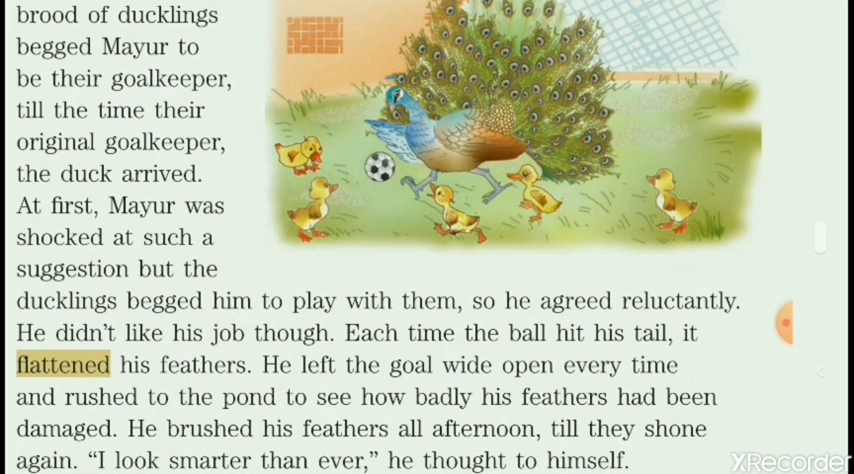 brood of ducklings
begged Mayur to
be their goalkeeper,
till the time their
original goalkeeper,
the duck arrived.
At first, Mayur was
shocked at such a
suggestion but the
ducklings begged him to play with them, so he agreed reluctantly.
He didn't like his job though. Each time the ball hit his tail, it
flattened his feathers. He left the goal wide open every time
and rushed to the pond to see how badly his feathers had been
damaged. He brushed his feathers all afternoon, till they shone
again. “I look smarter than ever,” he thought to himself.
XRecorder